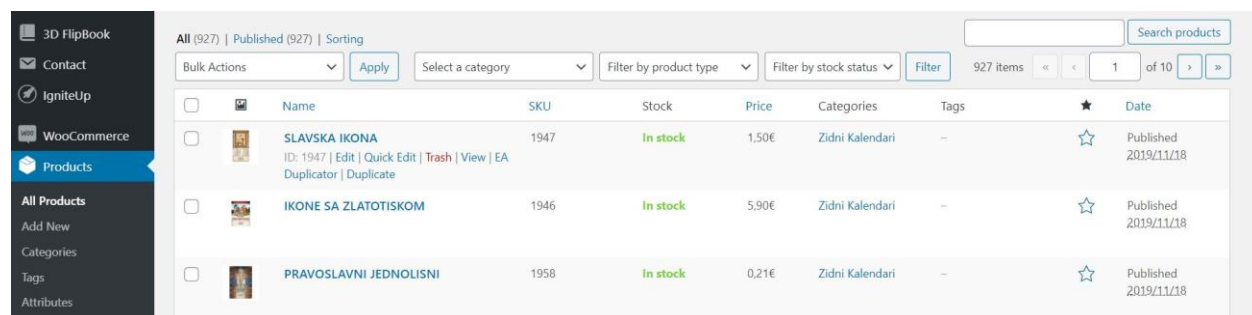 3D FlipBook
Contact
IgniteUp
WooCommerce
Products
All Products
Add New
Categories
Tags
Attributes
All (927) | Published (927) | Sorting
Search products
Bulk Actions Apply Select a category Filter by product type Filter by stock status Filter 927 items « ‹ 1 of 10 › »
Name SKU Stock Price Categories Tags Date
SLAVSKA IKONA 1947 In stock 1,50€ Zidni Kalendari – Published
ID: 1947 | Edit | Quick Edit | Trash | View | EA 2019/11/18
Duplicator | Duplicate
IKONE SA ZLATOTISKOM 1946 In stock 5,90€ Zidni Kalendari – Published
2019/11/18
PRAVOSLAVNI JEDNOLISNI 1958 In stock 0,21€ Zidni Kalendari – Published
2019/11/18